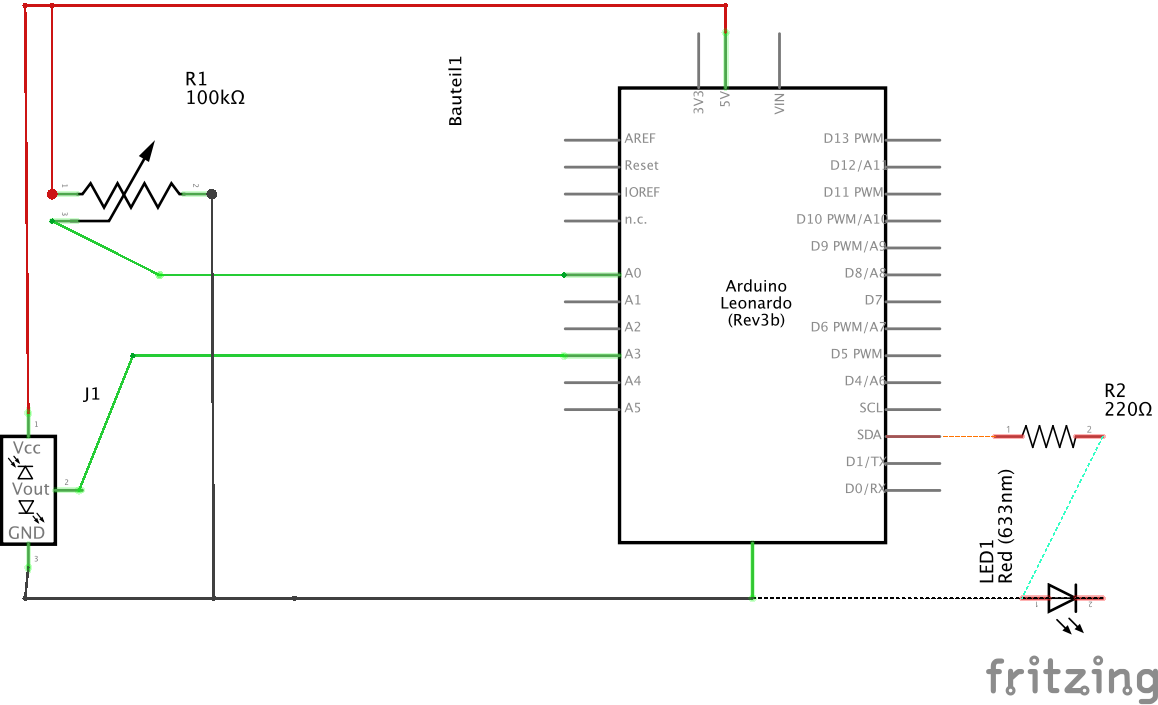 R1
100kΩ
Bauteil1
3V3
5V
VIN
1
2
3
AREF
Reset
IOREF
n.c.
A0
A1
A2
A3
A4
A5
D13 PWM
D12/A11
D11 PWM
D10 PWM/A10
D9 PWM/A9
D8/A8
D7
D6 PWM/A7
D5 PWM
D4/A6
SCL
SDA
D1/TX
D0/RX
Arduino
Leonardo
(Rev3b)
J1
1
Vcc
Vout
2
GND
3
R2
220Ω
1
2
LED1
Red (633nm)
1
2
fritzing